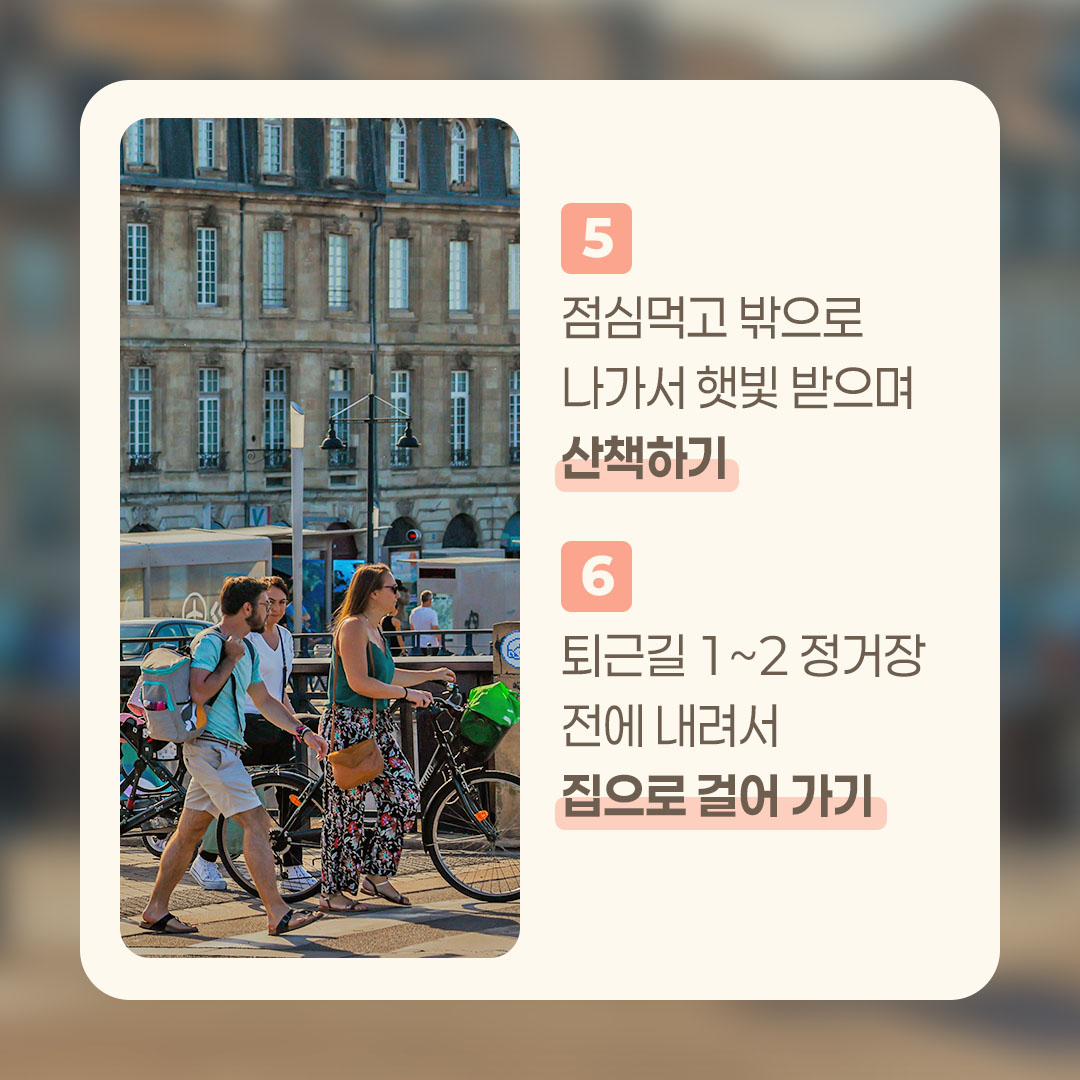 5
점심먹고 밖으로
나가서 햇빛 받으며
산책하기
6
퇴근길 1~2 정거장
전에 내려서
집으로 걸어 가기